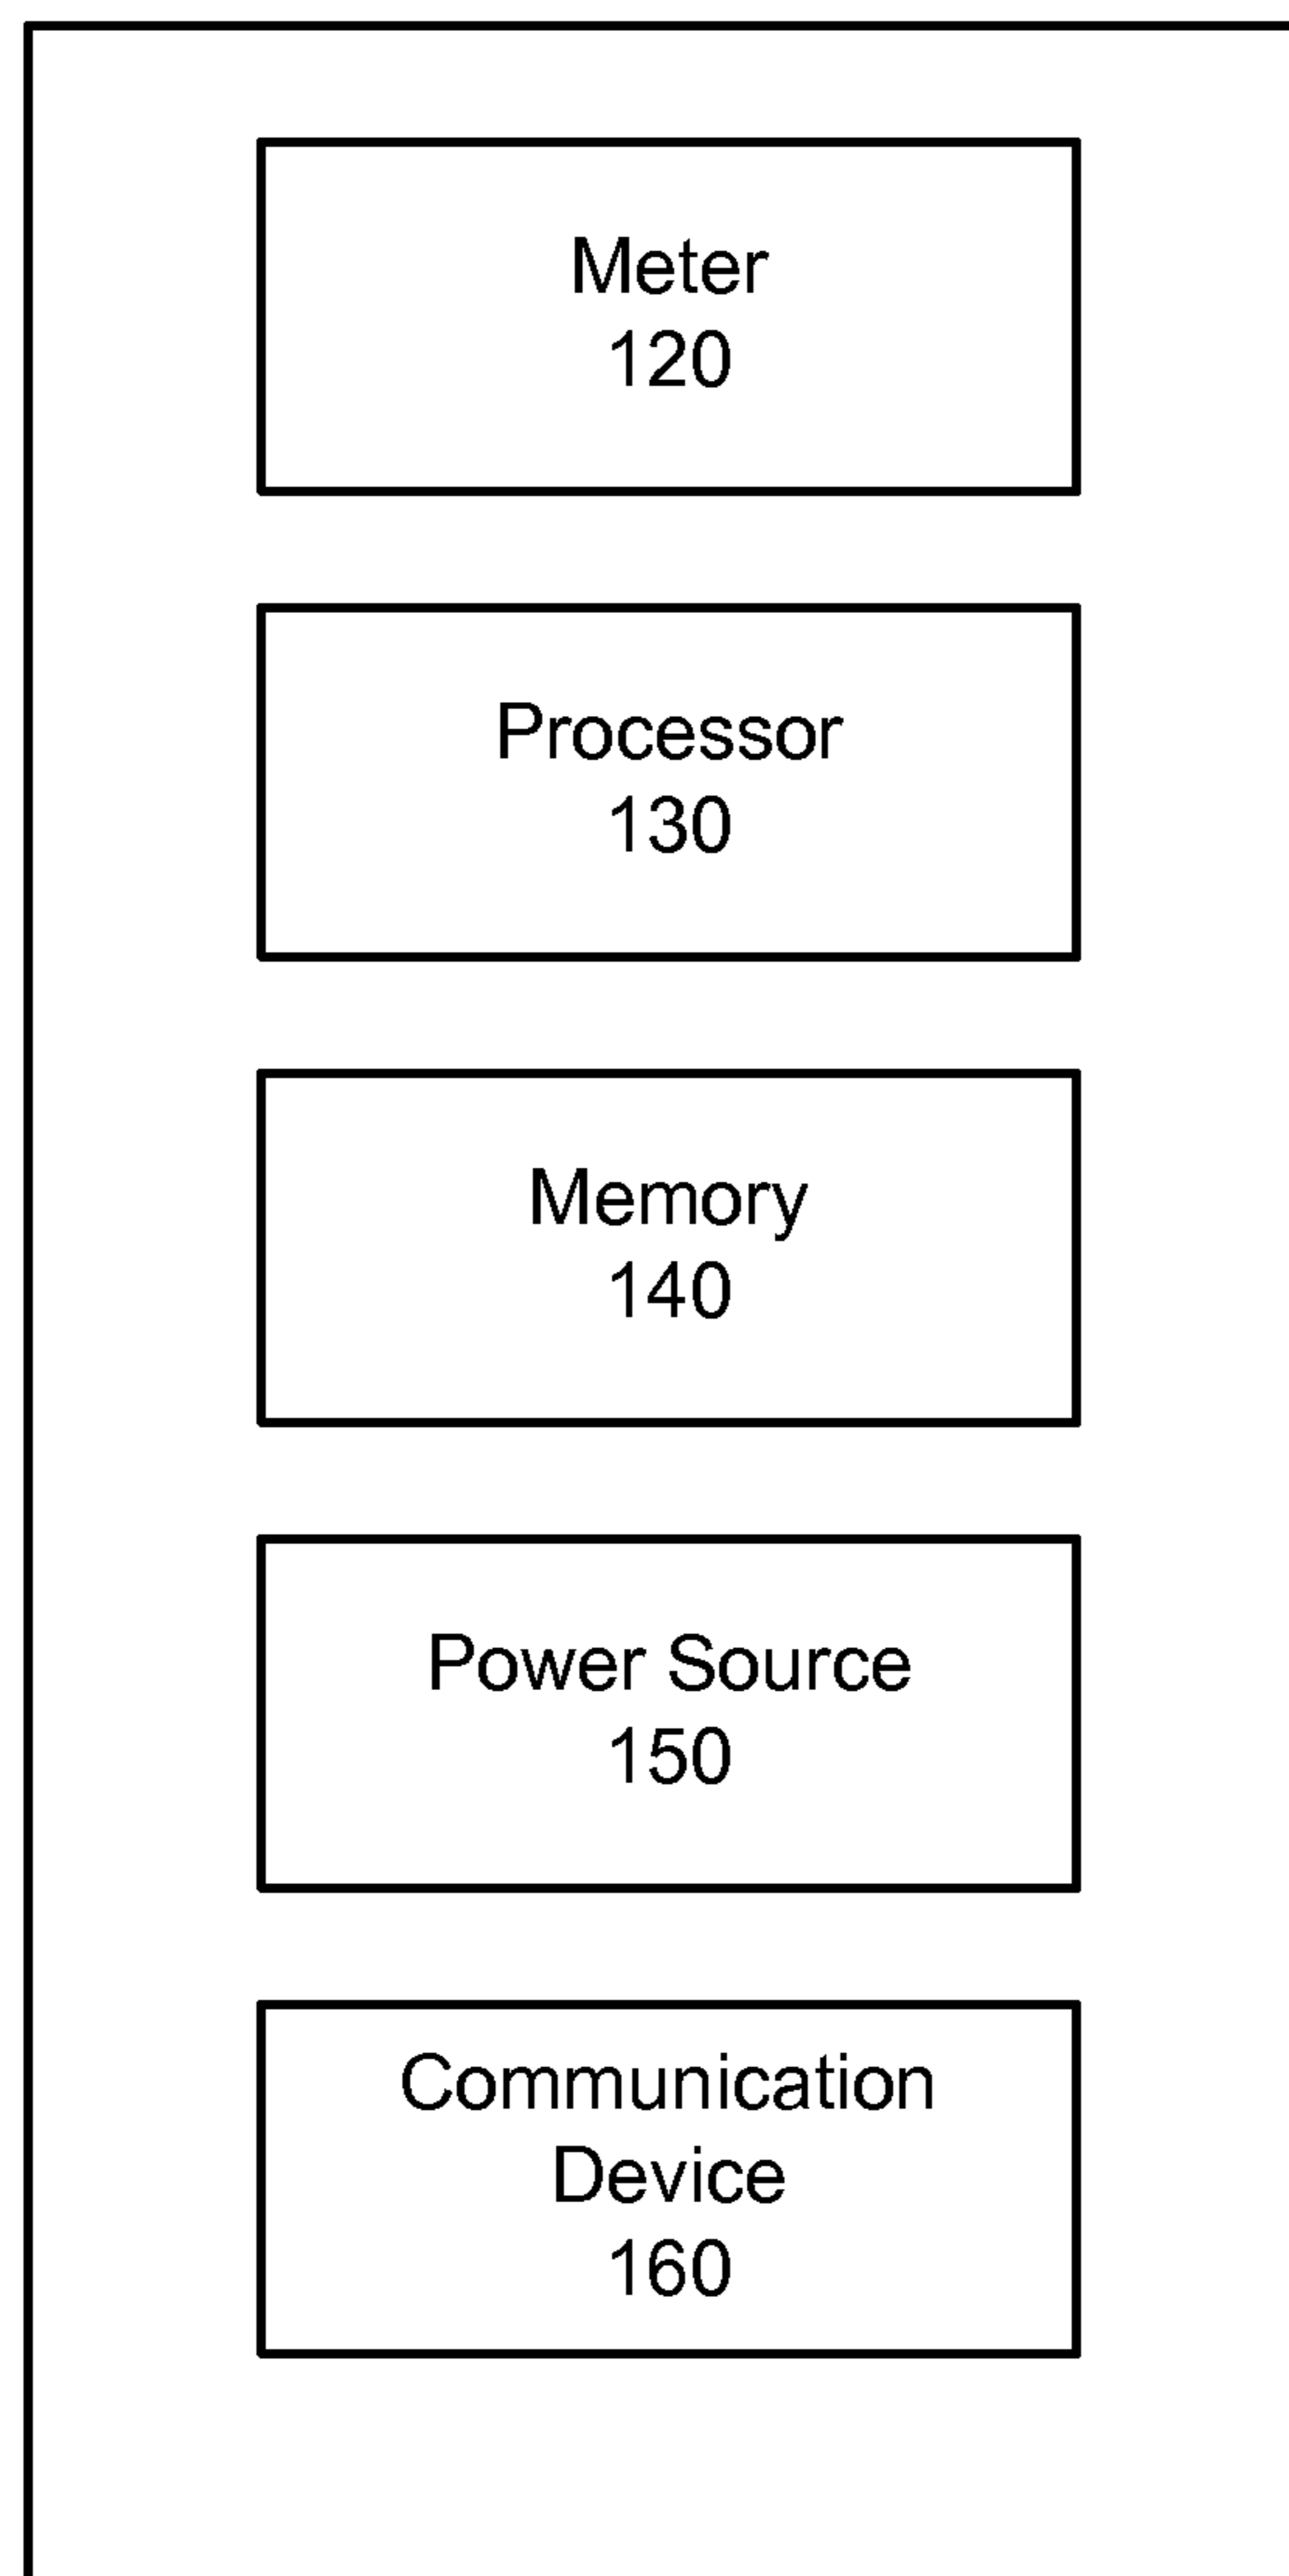 Meter
120
Processor
130
Memory
140
Power Source
150
Communication
Device
160